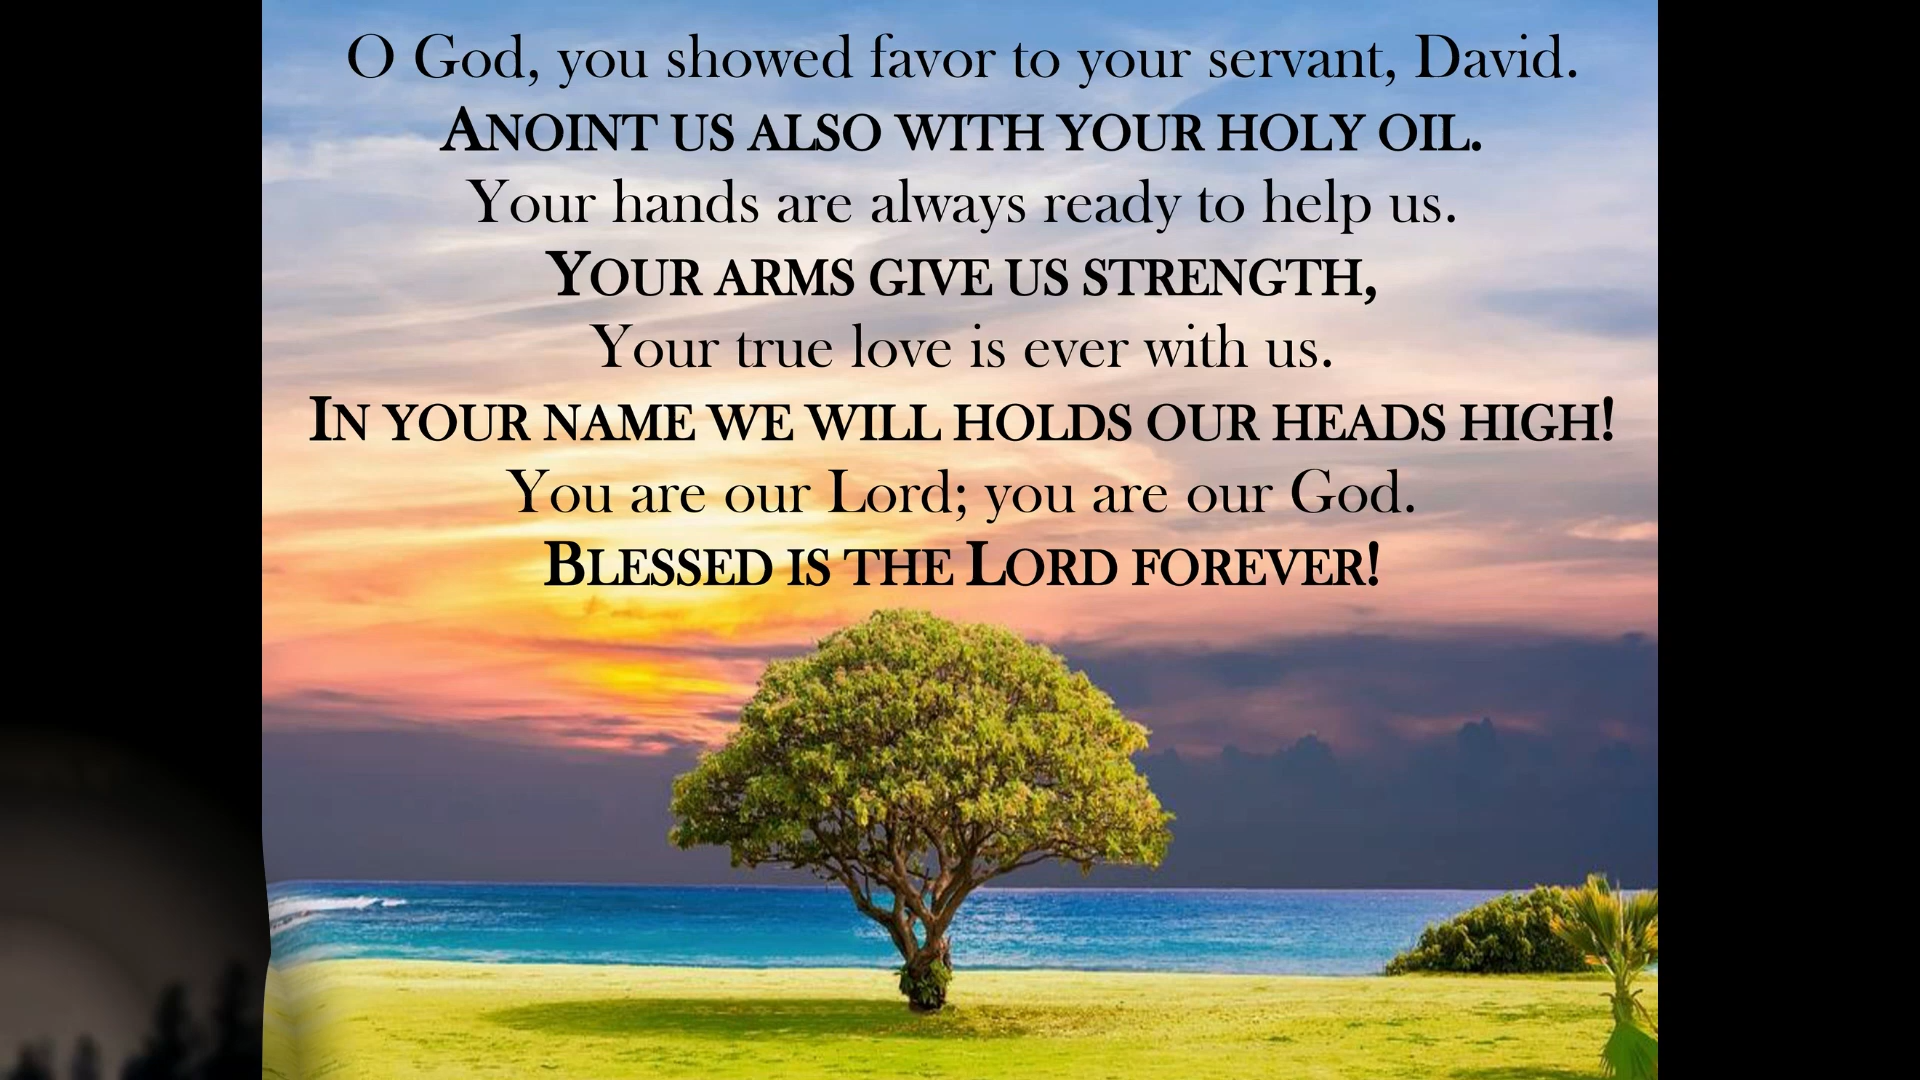 O God, you showed favor to your servant, David.
ANOINT US ALSO WITH YOUR HOLY OIL.
Your hands are always ready to help us.
YOUR ARMS GIVE US STRENGTH,
Your true love is ever with us.
IN YOUR NAME WE WILL HOLDS OUR HEADS HIGH!
You are our Lord; you are our God.
BLESSED IS THE LORD FOREVER!